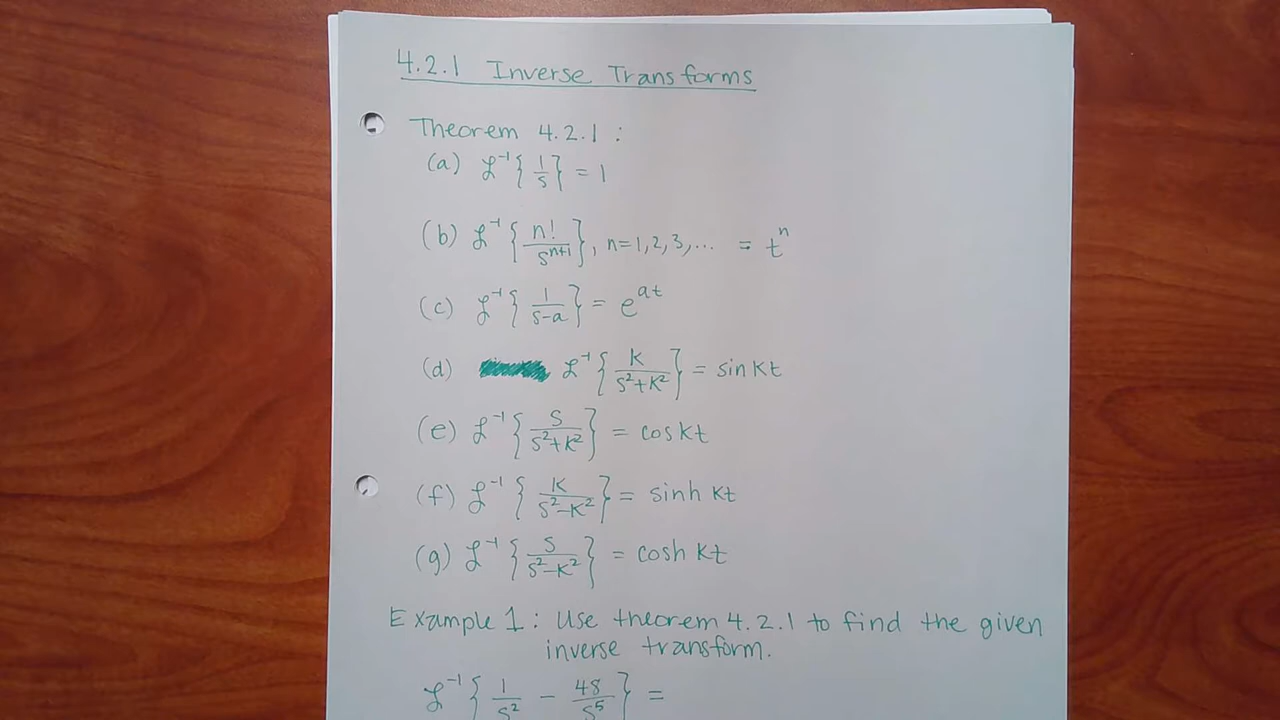 4.2.1 Inverse Transforms
Theorem 4.2.1 :
(a) ℒ⁻¹{1/s} = 1
(b) ℒ⁻¹{n!/sⁿ⁺¹}, n=1,2,3,... = tⁿ
(c) ℒ⁻¹{1/(s-a)} = e^{at}
(d) ℒ⁻¹{k/(s²+k²)} = sin kt
(e) ℒ⁻¹{s/(s²+k²)} = cos kt
(f) ℒ⁻¹{k/(s²-k²)} = sinh kt
(g) ℒ⁻¹{s/(s²-k²)} = cosh kt
Example 1 : Use theorem 4.2.1 to find the given
inverse transform.
ℒ⁻¹{1/s² - 48/s⁵} =